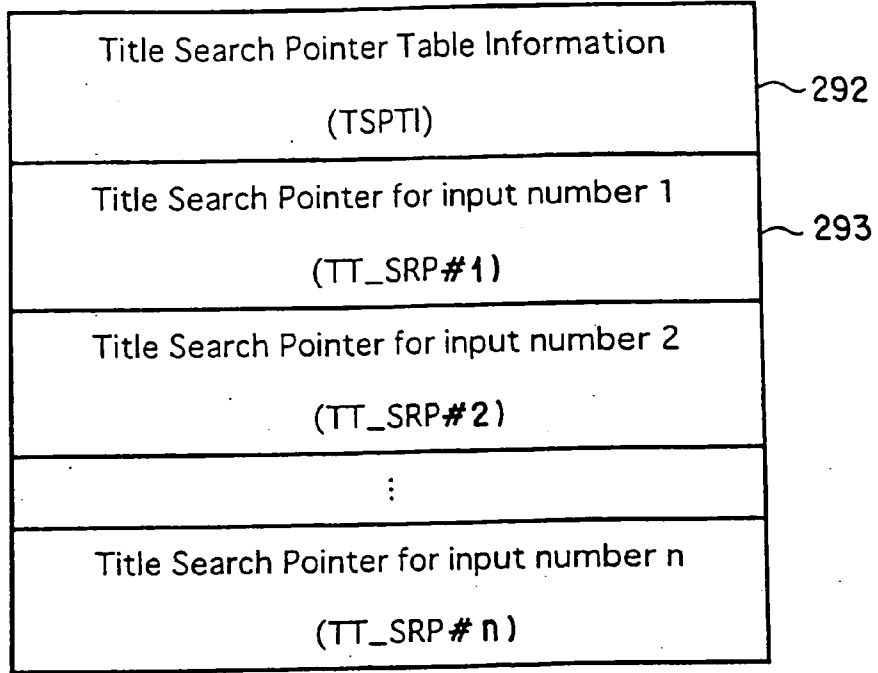 Title Search Pointer Table Information
(TSPTI)
292
Title Search Pointer for input number 1
(TT_SRP#1)
293
Title Search Pointer for input number 2
(TT_SRP#2)
⋮
Title Search Pointer for input number n
(TT_SRP#n)